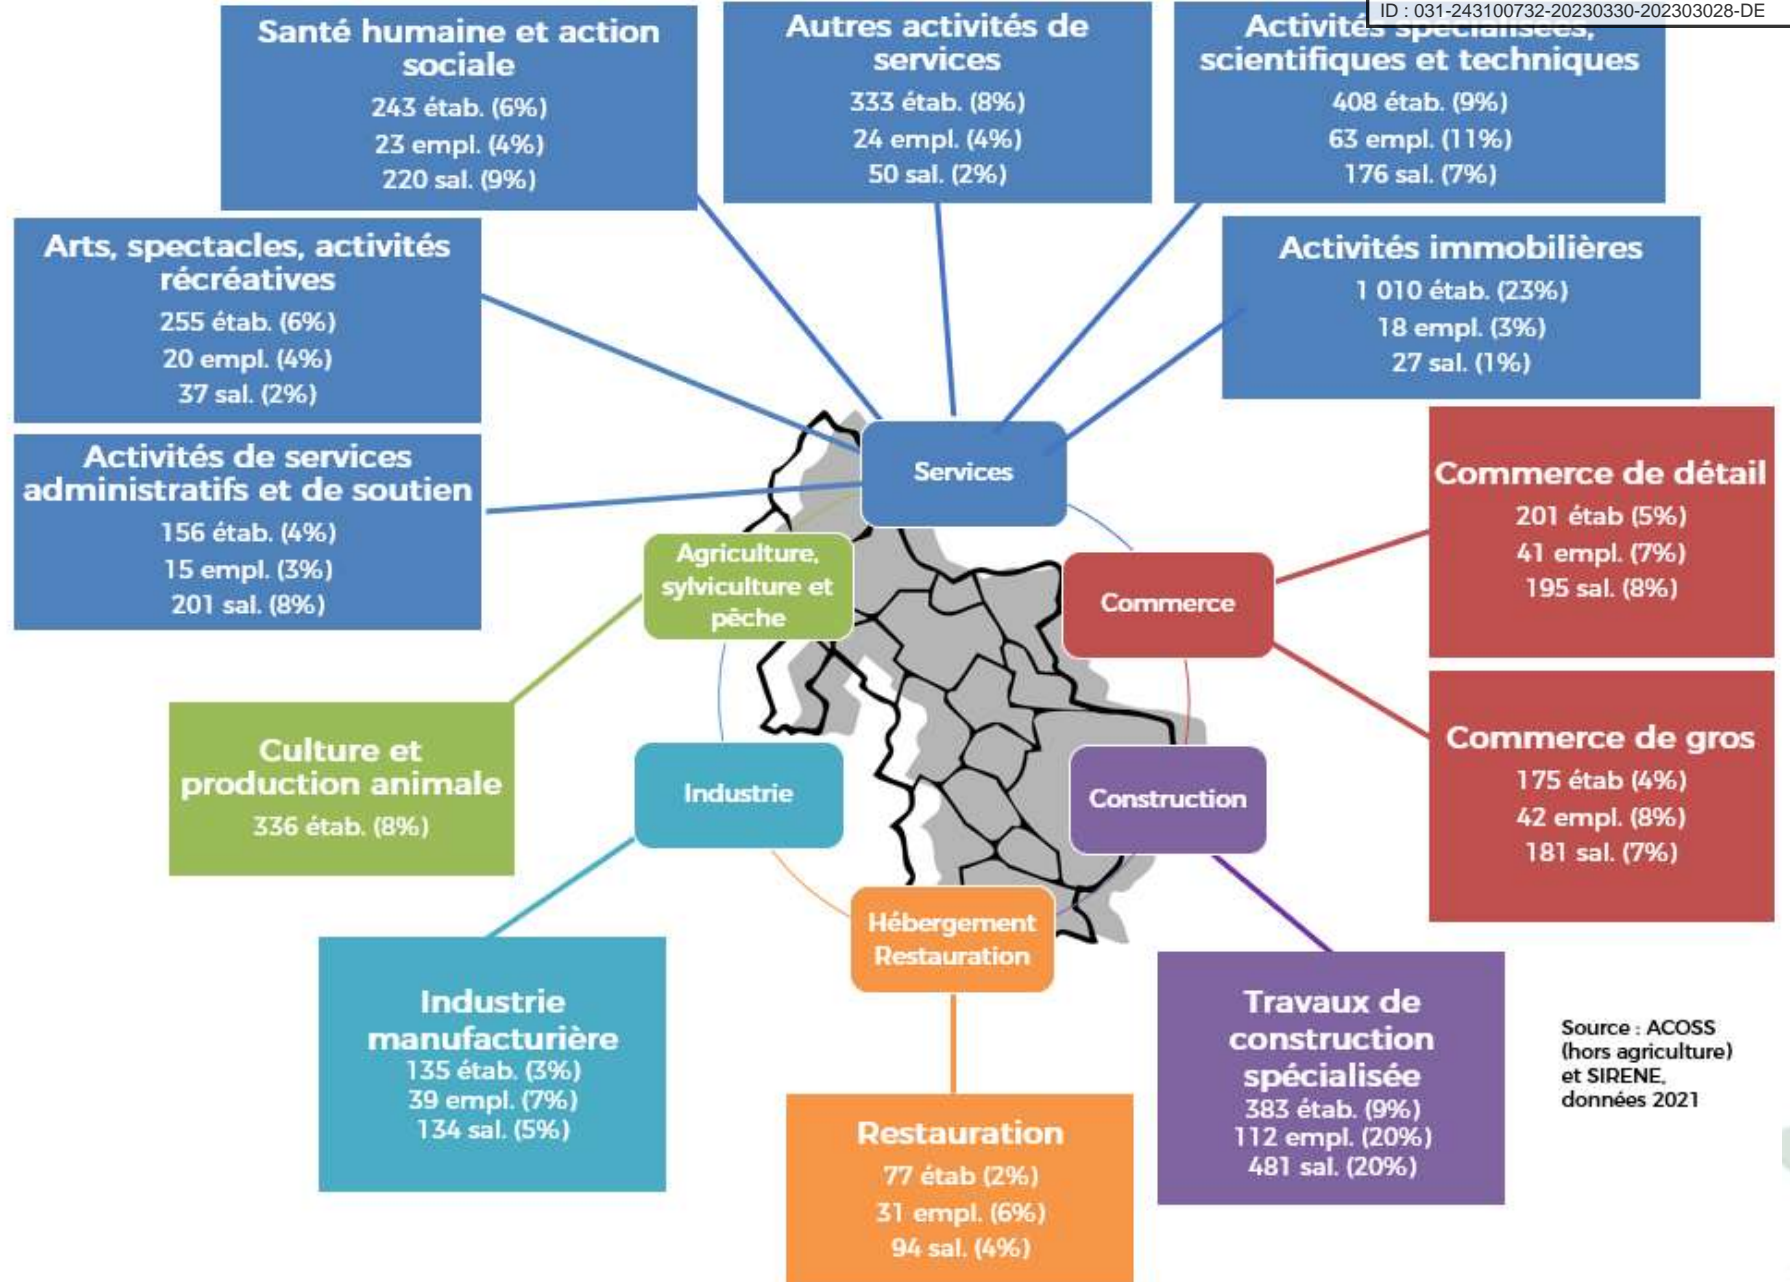 ID : 031-243100732-20230330-202303028-DE
Santé humaine et action
sociale
243 étab. (6%)
23 empl. (4%)
220 sal. (9%)
Autres activités de
services
333 étab. (8%)
24 empl. (4%)
50 sal. (2%)
Activités spécialisées,
scientifiques et techniques
408 étab. (9%)
63 empl. (11%)
176 sal. (7%)
Arts, spectacles, activités
récréatives
255 étab. (6%)
20 empl. (4%)
37 sal. (2%)
Activités immobilières
1 010 étab. (23%)
18 empl. (3%)
27 sal. (1%)
Activités de services
administratifs et de soutien
156 étab. (4%)
15 empl. (3%)
201 sal. (8%)
Services
Commerce de détail
201 étab (5%)
41 empl. (7%)
195 sal. (8%)
Agriculture,
sylviculture et
pêche
Commerce
Culture et
production animale
336 étab. (8%)
Industrie
Construction
Commerce de gros
175 étab (4%)
42 empl. (8%)
181 sal. (7%)
Hébergement
Restauration
Industrie
manufacturière
135 étab. (3%)
39 empl. (7%)
134 sal. (5%)
Restauration
77 étab (2%)
31 empl. (6%)
94 sal. (4%)
Travaux de
construction
spécialisée
383 étab. (9%)
112 empl. (20%)
481 sal. (20%)
Source : ACOSS
(hors agriculture)
et SIRENE,
données 2021